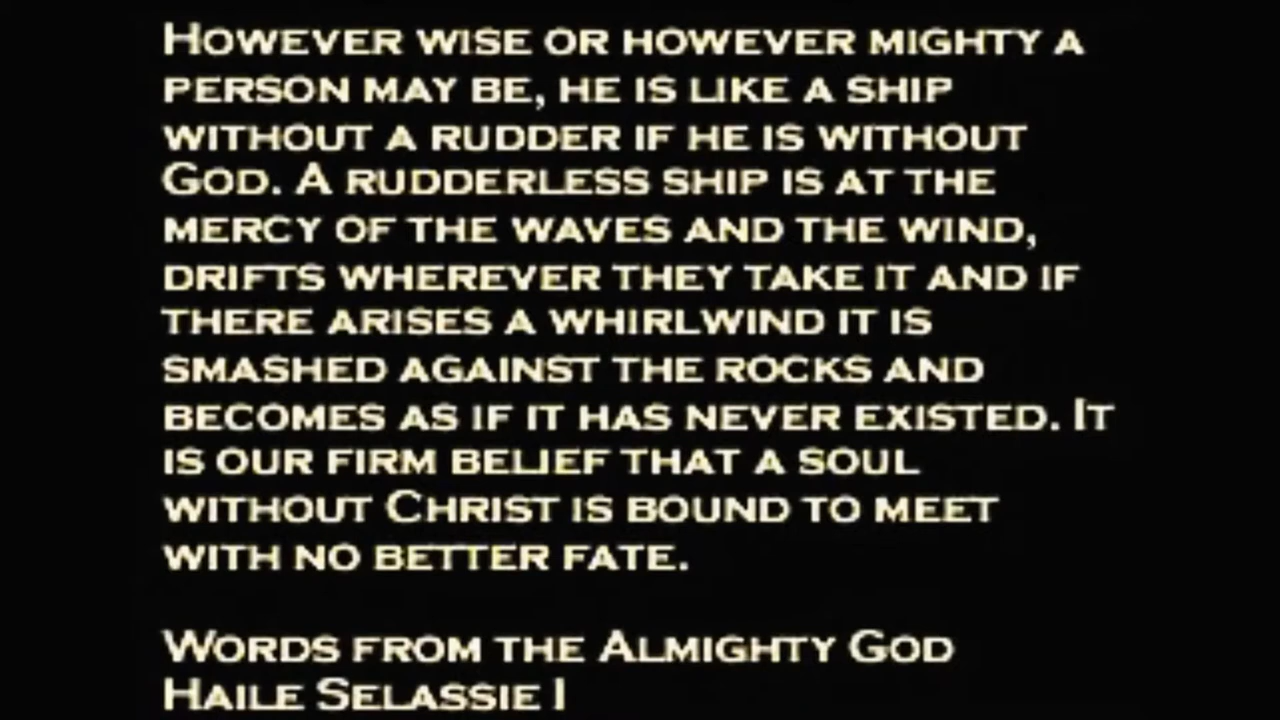 However wise or however mighty a
person may be, he is like a ship
without a rudder if he is without
God. A rudderless ship is at the
mercy of the waves and the wind,
drifts wherever they take it and if
there arises a whirlwind it is
smashed against the rocks and
becomes as if it has never existed. It
is our firm belief that a soul
without Christ is bound to meet
with no better fate.
Words from the Almighty God
Haile Selassie I